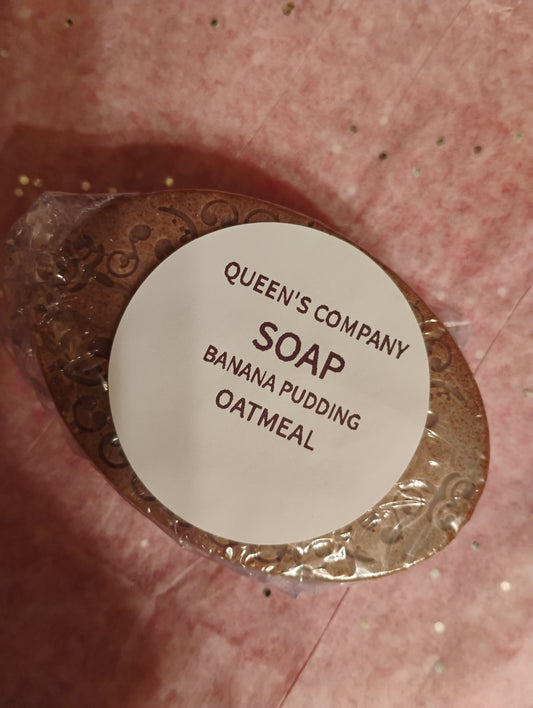 QUEEN'S COMPANY
SOAP
BANANA PUDDING
OATMEAL